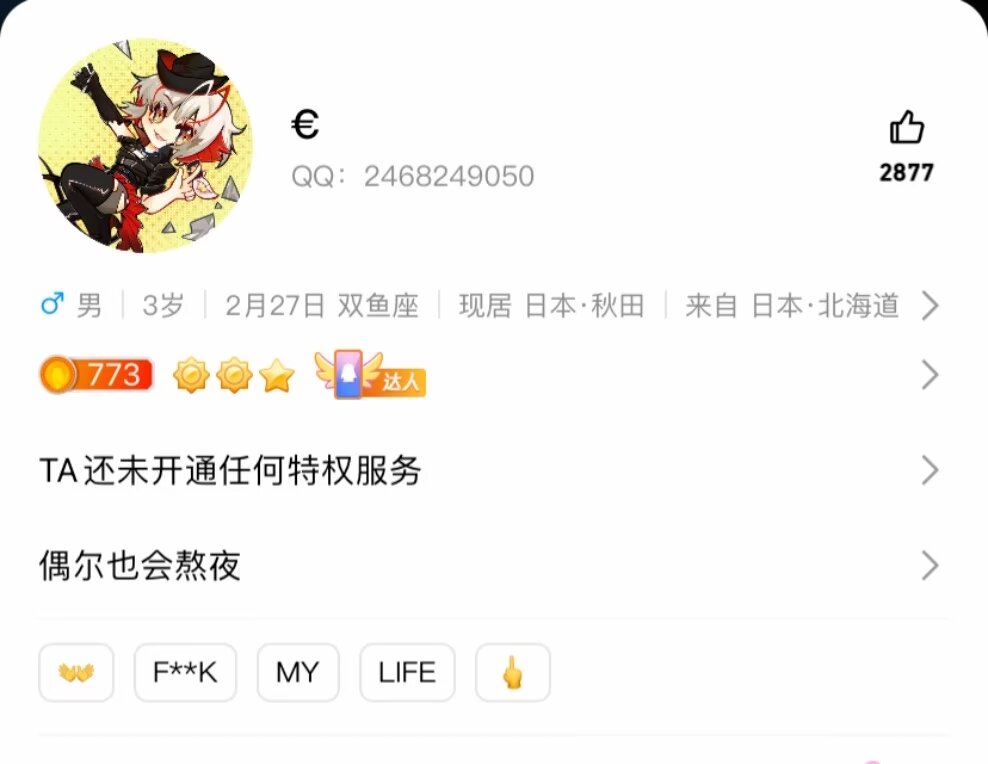 €
QQ：2468249050
2877
男 | 3岁 | 2月27日 双鱼座 | 现居 日本·秋田 | 来自 日本·北海道
773 达人
TA还未开通任何特权服务
偶尔也会熬夜
👐 F**K MY LIFE 🖕